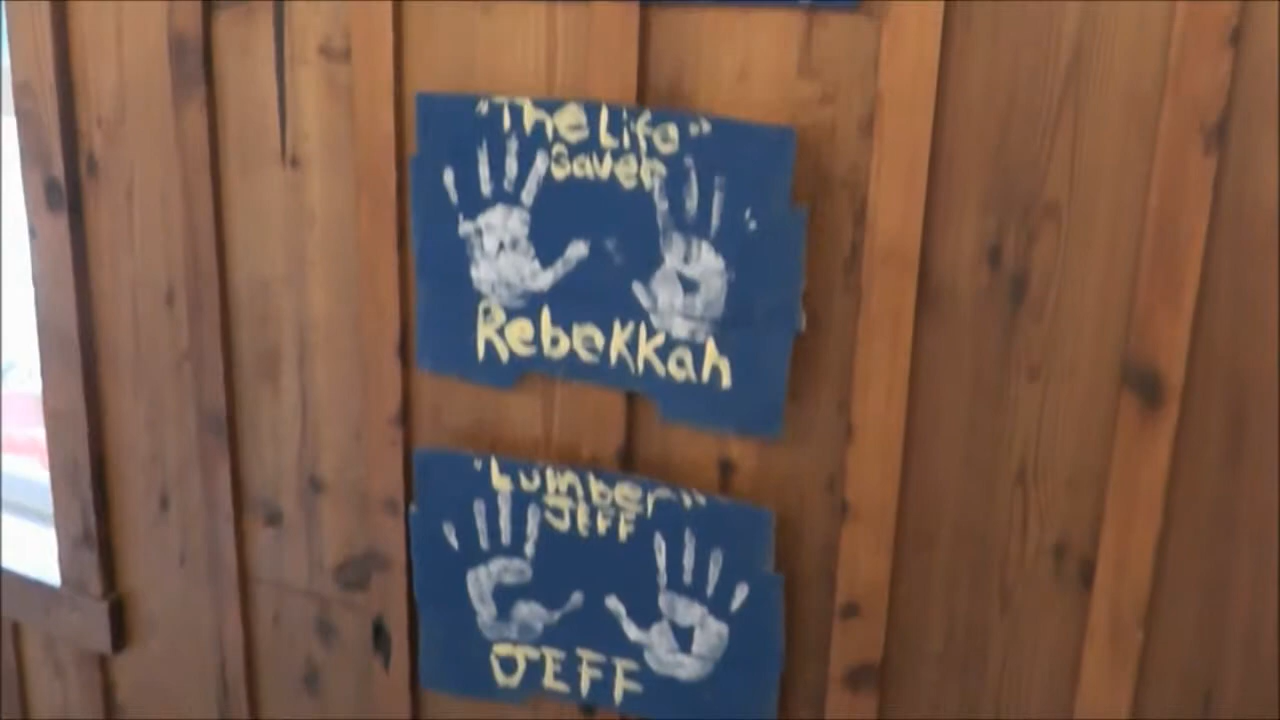 "The Life"
Saver
RebeKKah
"Lumber"
JEFF
JEFF